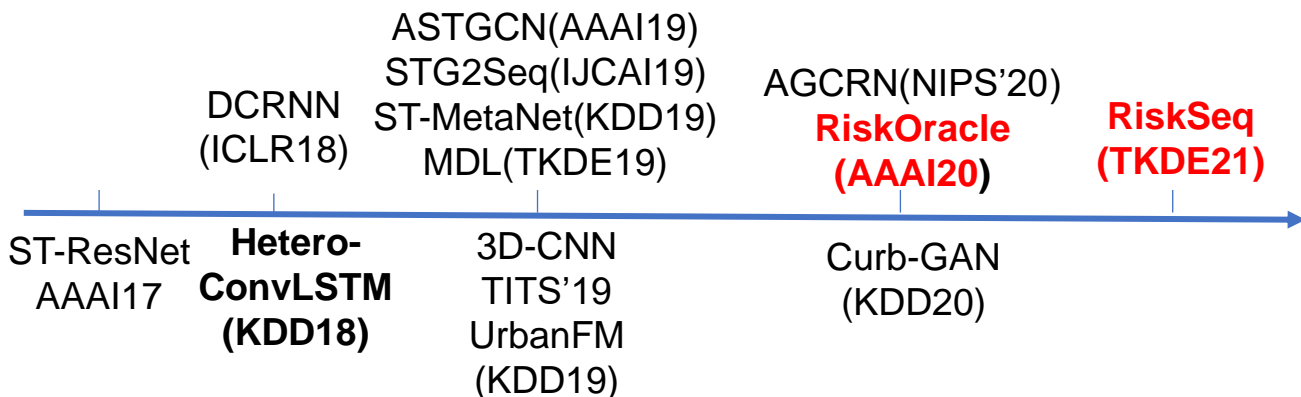 ASTGCN(AAAI19)
STG2Seq(IJCAI19)
ST-MetaNet(KDD19)
MDL(TKDE19)
DCRNN
(ICLR18)
AGCRN(NIPS'20)
RiskOracle
(AAAI20)
RiskSeq
(TKDE21)
ST-ResNet
AAAI17
Hetero-
ConvLSTM
(KDD18)
3D-CNN
TITS'19
UrbanFM
(KDD19)
Curb-GAN
(KDD20)